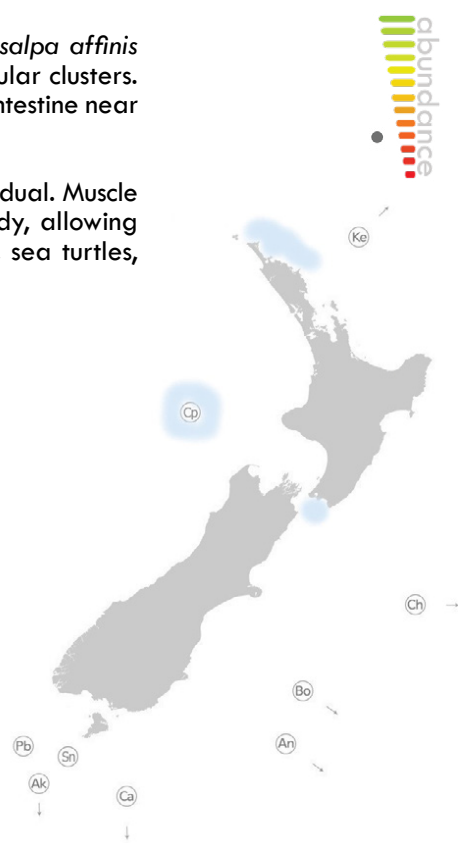 salpa affinis
ular clusters.
ntestine near
dual. Muscle
dy, allowing
sea turtles,
abundance
Ke
Cp
Ch
Bo
An
Pb
Sn
Ak
Ca